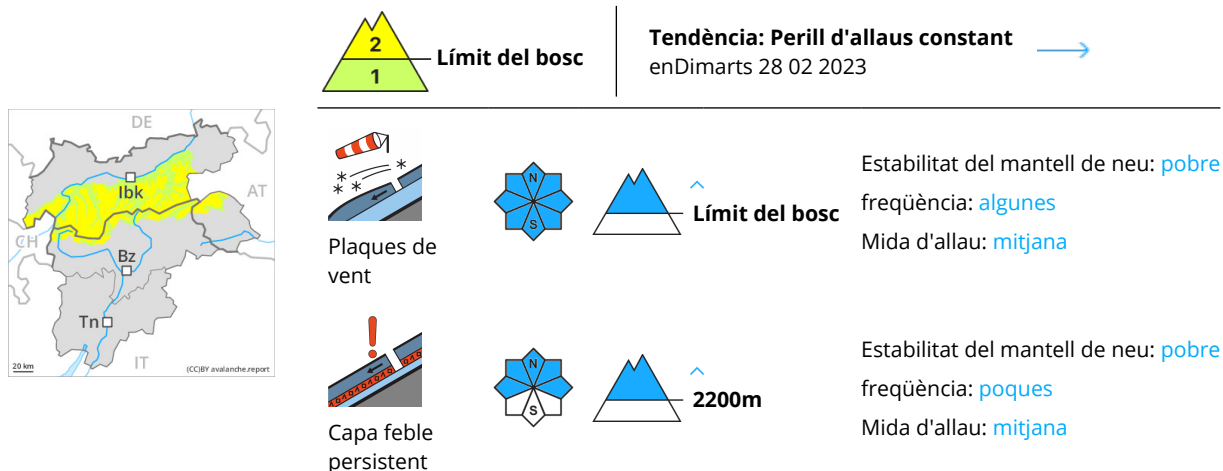 2
1
Límit del bosc
Tendència: Perill d'allaus constant
enDimarts 28 02 2023
DE
Ibk
AT
CH
Bz
Tn
IT
20 km
(CC)BY avalanche.report
Plaques de
vent
N
S
Límit del bosc
Estabilitat del mantell de neu: pobre
freqüència: algunes
Mida d'allau: mitjana
Capa feble
persistent
N
S
2200m
Estabilitat del mantell de neu: pobre
freqüència: poques
Mida d'allau: mitjana